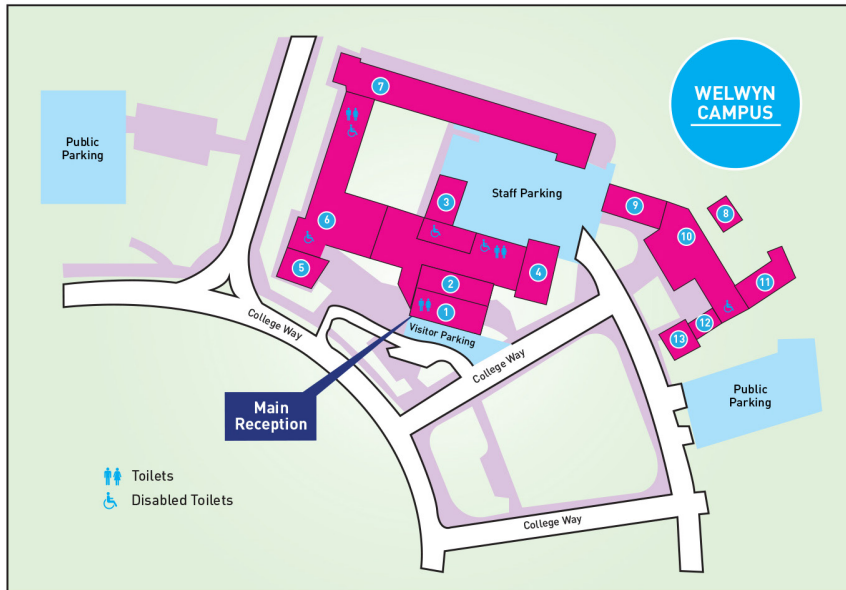 WELWYN
CAMPUS
7
Public
Parking
Staff Parking
3
9
8
6
10
5
4
11
2
1
12
13
Visitor Parking
College Way
College Way
Main
Reception
Public
Parking
Toilets
Disabled Toilets
College Way